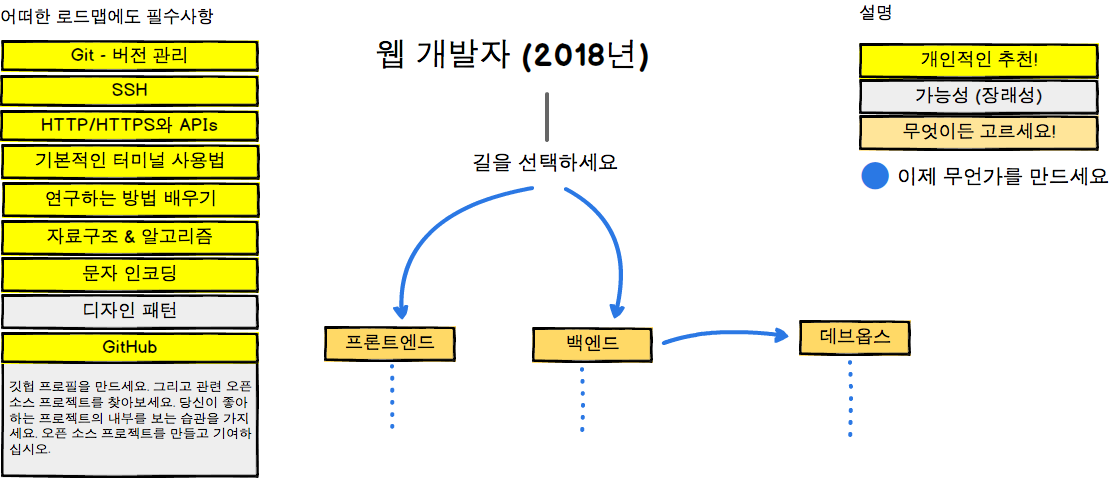 어떠한 로드맵에도 필수사항
Git - 버전 관리
SSH
HTTP/HTTPS와 APIs
기본적인 터미널 사용법
연구하는 방법 배우기
자료구조 & 알고리즘
문자 인코딩
디자인 패턴
GitHub
깃헙 프로필을 만드세요. 그리고 관련 오픈
소스 프로젝트를 찾아보세요. 당신이 좋아
하는 프로젝트의 내부를 보는 습관을 가지
세요. 오픈 소스 프로젝트를 만들고 기여하
십시오.
웹 개발자 (2018년)
길을 선택하세요
프론트엔드
백엔드
데브옵스
설명
개인적인 추천!
가능성 (장래성)
무엇이든 고르세요!
이제 무언가를 만드세요